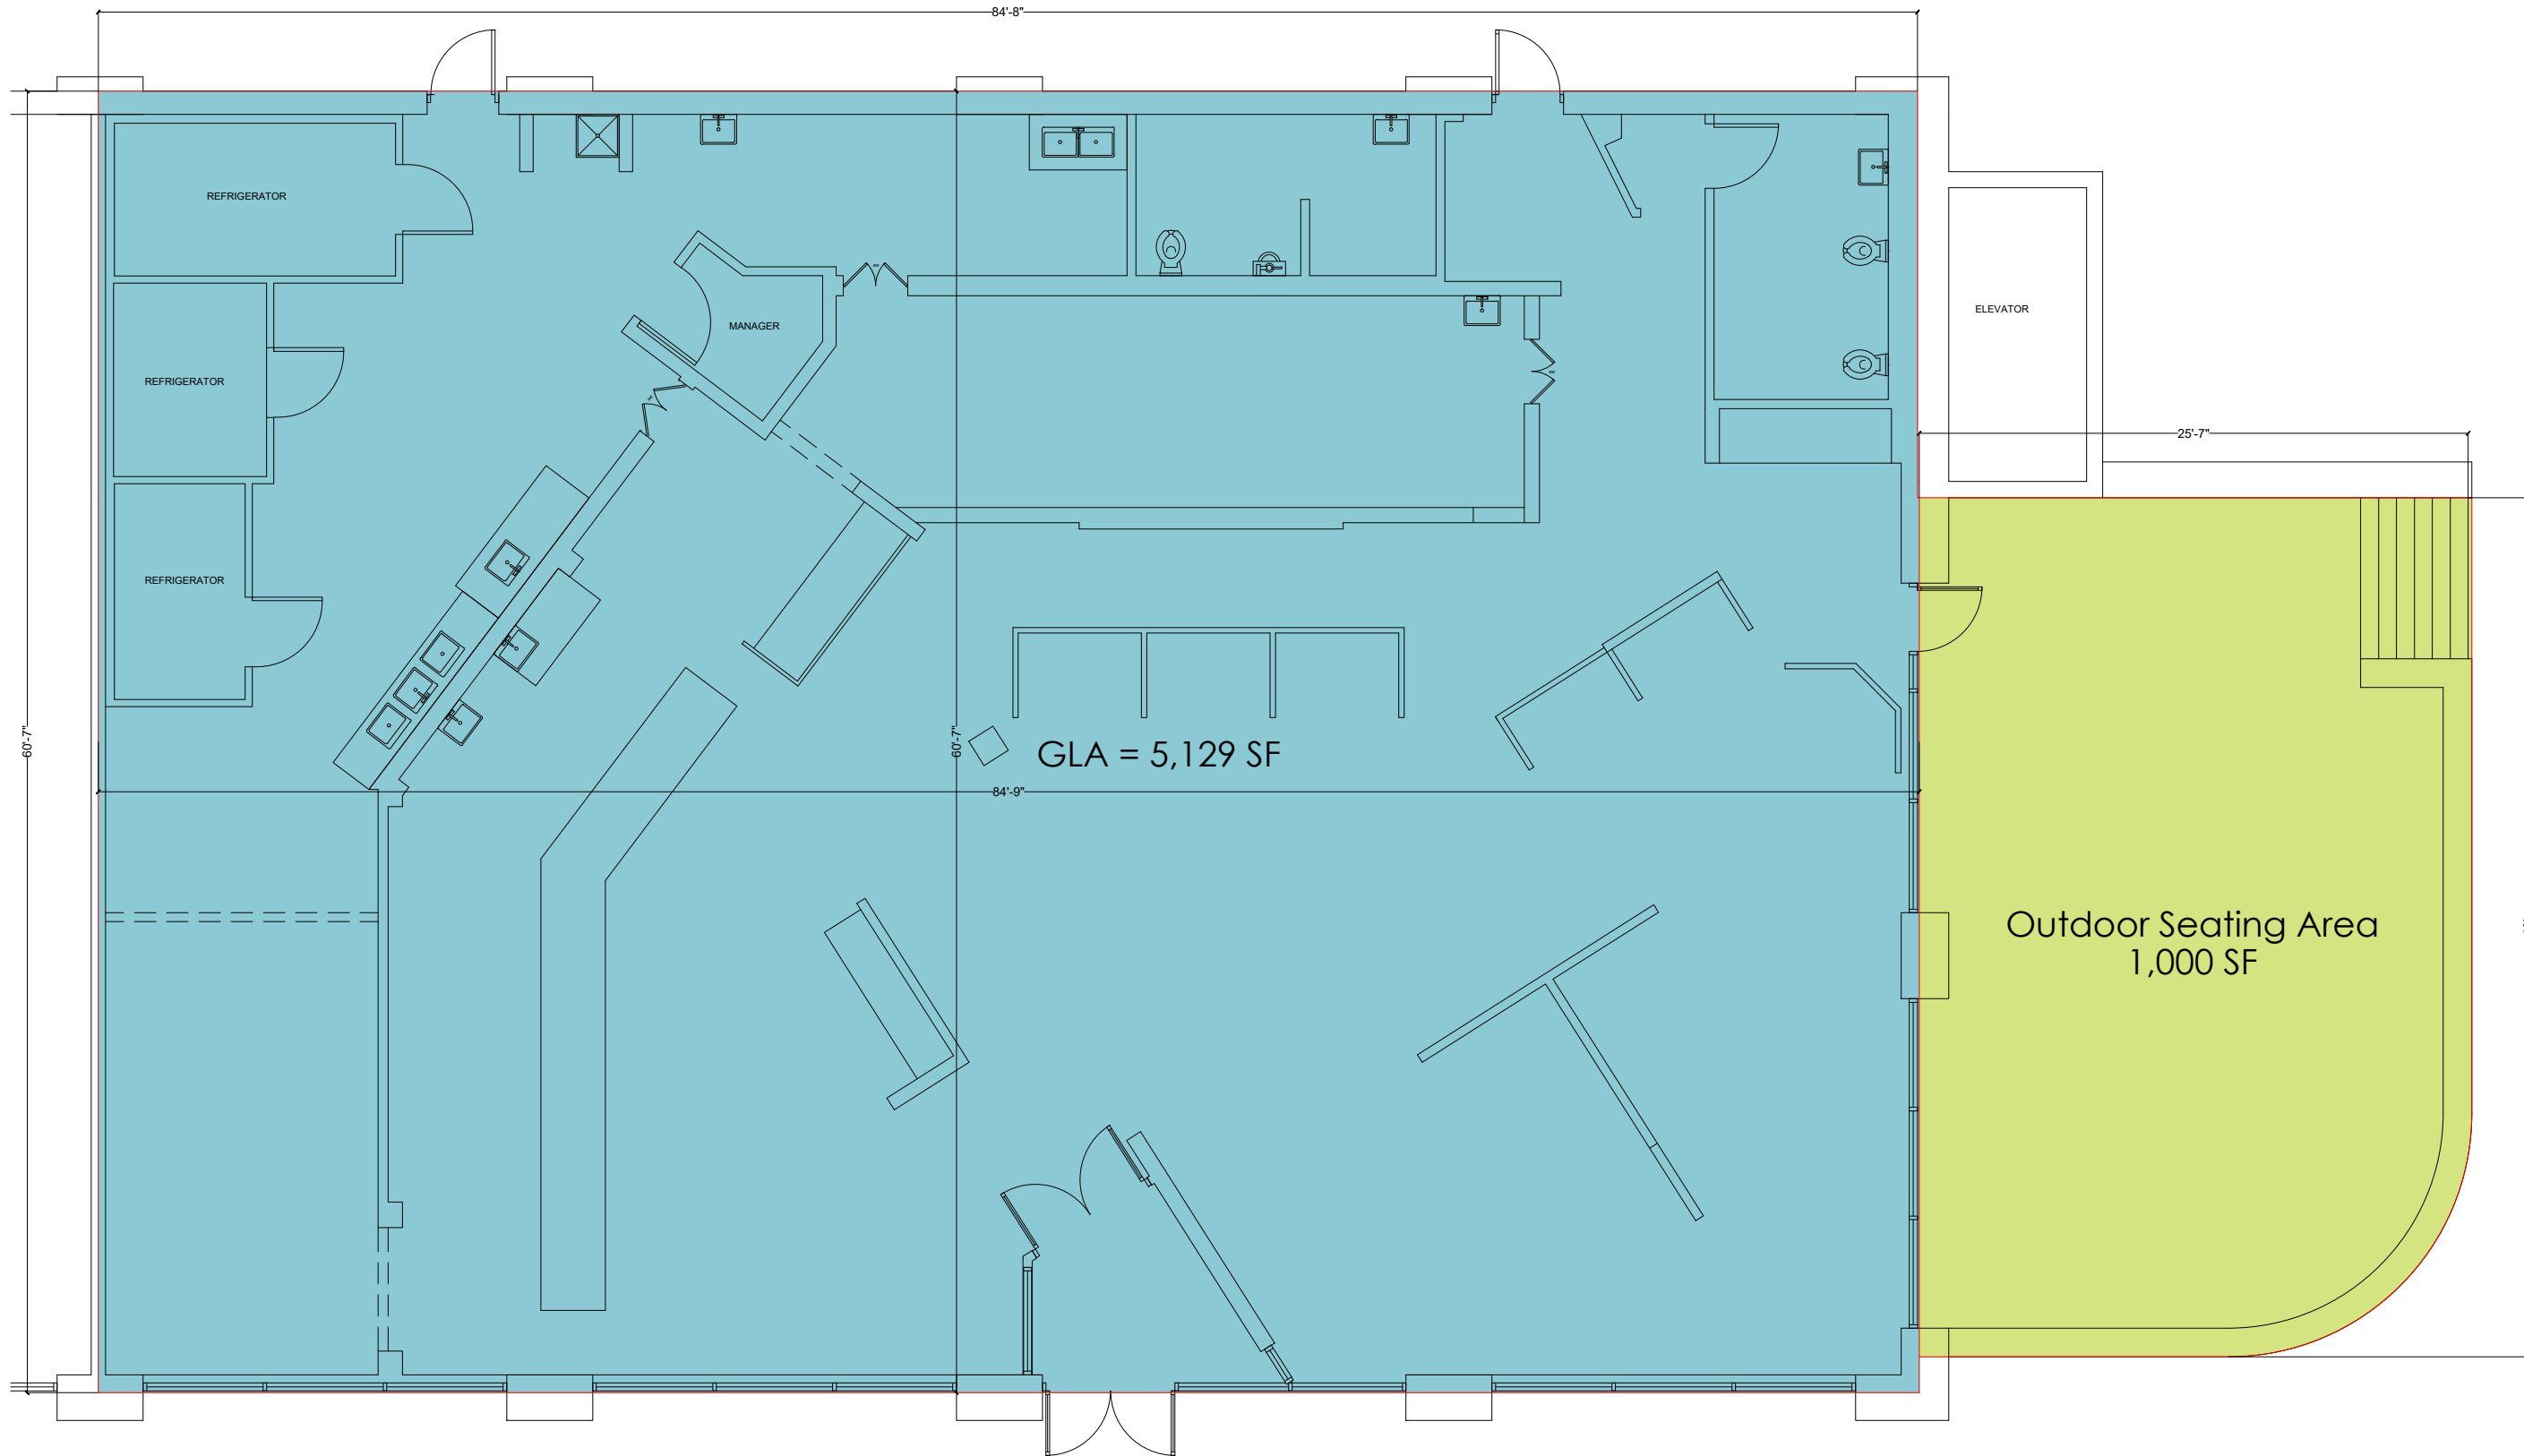 84'-8"
REFRIGERATOR
ELEVATOR
MANAGER
REFRIGERATOR
25'-7"
REFRIGERATOR
60'-7"
60'-7"
GLA = 5,129 SF
84'-9"
Outdoor Seating Area
1,000 SF